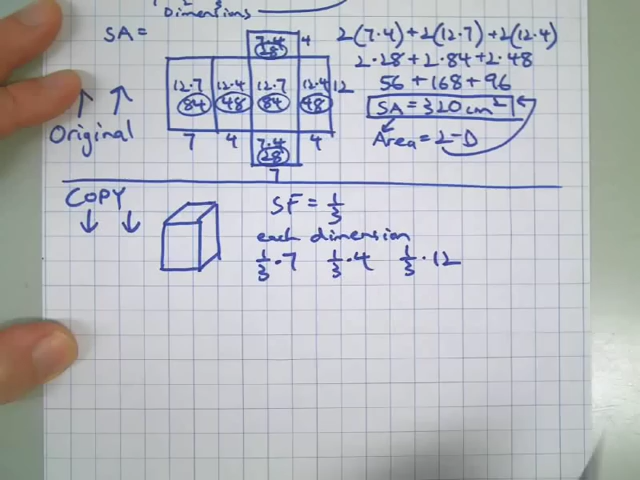 Dimensions
SA =
7.4 4
28
12.7 12.4 12.7 12.4 12
84 48 84 48
7 4 7.4 4
28
7
2(7.4)+2(12.7)+2(12.4)
2·28+2·84+2·48
56+168+96
SA = 320 cm²
Area = 2-D
Original
COPY
SF = 1/3
each dimension
1/3·7 1/3·4 1/3·12